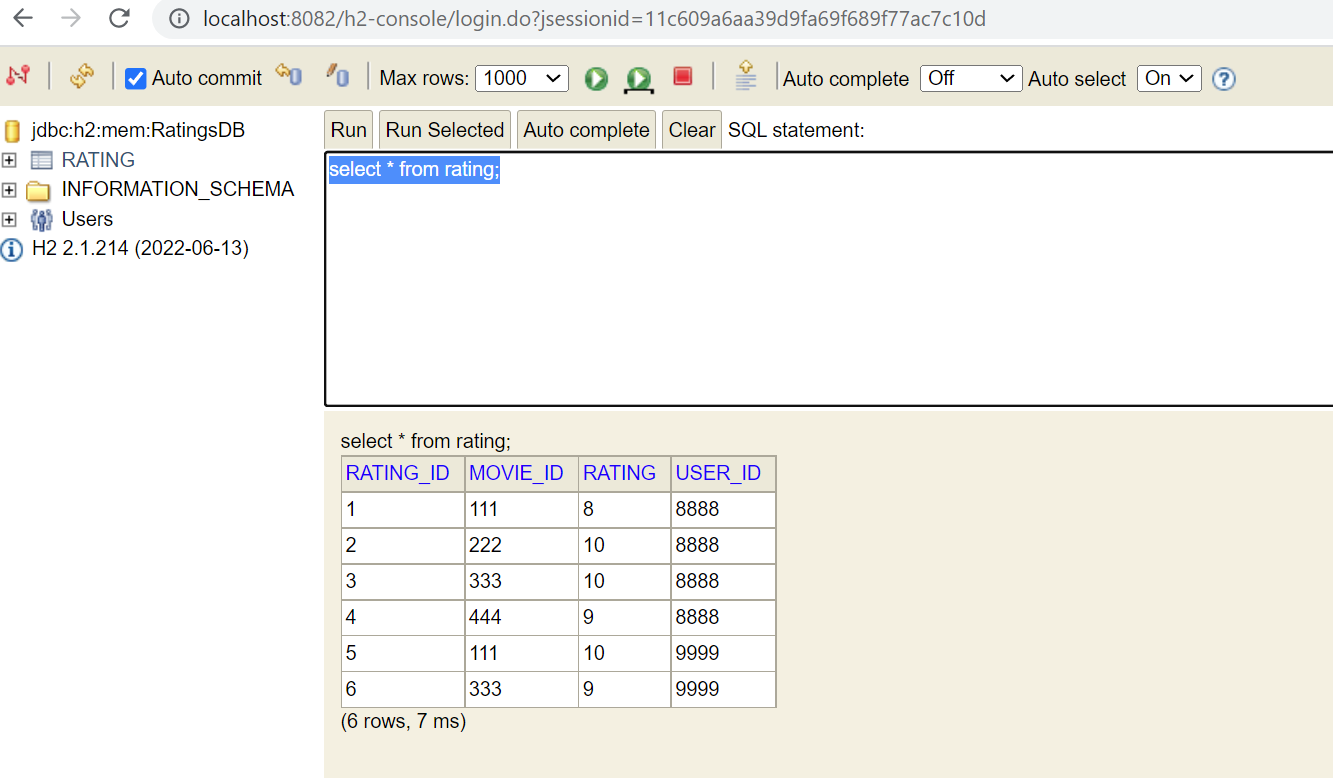 localhost:8082/h2-console/login.do?jsessionid=11c609a6aa39d9fa69f689f77ac7c10d
Auto commit Max rows: 1000 Auto complete Off Auto select On ?
jdbc:h2:mem:RatingsDB
RATING
INFORMATION_SCHEMA
Users
H2 2.1.214 (2022-06-13)
Run Run Selected Auto complete Clear SQL statement:
select * from rating;
select * from rating;
RATING_ID MOVIE_ID RATING USER_ID
1 111 8 8888
2 222 10 8888
3 333 10 8888
4 444 9 8888
5 111 10 9999
6 333 9 9999
(6 rows, 7 ms)